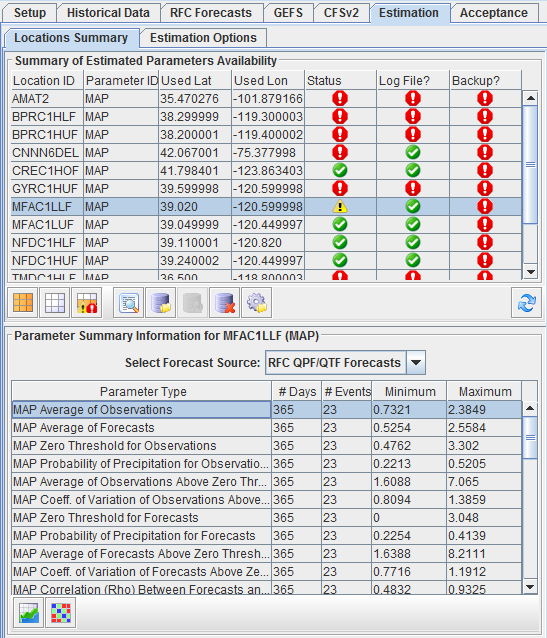 Setup Historical Data RFC Forecasts GEFS CFSv2 Estimation Acceptance
Locations Summary Estimation Options
Summary of Estimated Parameters Availability
Location ID Parameter ID Used Lat Used Lon Status Log File? Backup?
AMAT2 MAP 35.470276 -101.879166
BPRC1HLF MAP 38.299999 -119.300003
BPRC1HUF MAP 38.200001 -119.400002
CNNN6DEL MAP 42.067001 -75.377998
CREC1HOF MAP 41.798401 -123.863403
GYRC1HUF MAP 39.599998 -120.599998
MFAC1LLF MAP 39.020 -120.599998
MFAC1LUF MAP 39.049999 -120.449997
NFDC1HLF MAP 39.110001 -120.820
NFDC1HUF MAP 39.240002 -120.449997
TMDC1HLF MAP 36.500 -118.800003
Parameter Summary Information for MFAC1LLF (MAP)
Select Forecast Source: RFC QPF/QTF Forecasts
Parameter Type # Days # Events Minimum Maximum
MAP Average of Observations 365 23 0.7321 2.3849
MAP Average of Forecasts 365 23 0.5254 2.5584
MAP Zero Threshold for Observations 365 23 0.4762 3.302
MAP Probability of Precipitation for Observatio... 365 23 0.2213 0.5205
MAP Average of Observations Above Zero Thr... 365 23 1.6088 7.065
MAP Coeff. of Variation of Observations Above... 365 23 0.8094 1.3859
MAP Zero Threshold for Forecasts 365 23 0 3.048
MAP Probability of Precipitation for Forecasts 365 23 0.2254 0.4139
MAP Average of Forecasts Above Zero Thresh... 365 23 1.6388 8.2111
MAP Coeff. of Variation of Forecasts Above Ze... 365 23 0.7716 1.1912
MAP Correlation (Rho) Between Forecasts an... 365 23 0.4832 0.9325